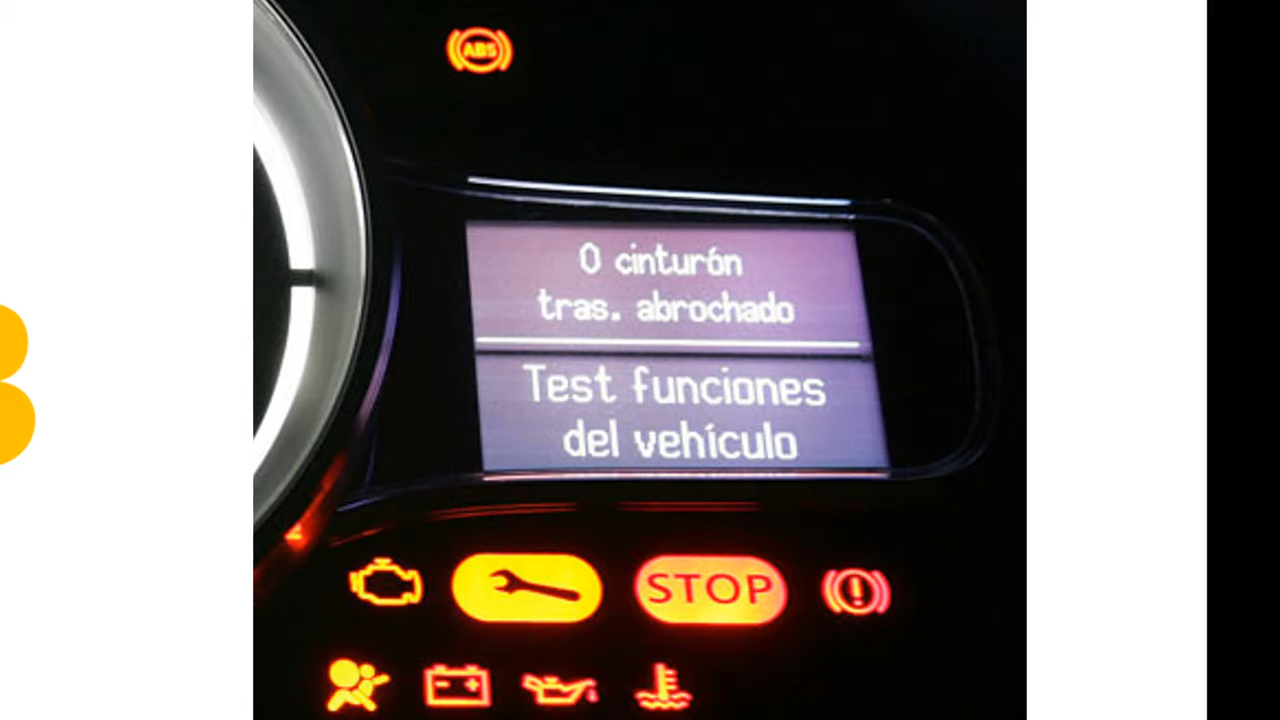 ABS
0 cinturón
tras. abrochado
Test funciones
del vehículo
STOP